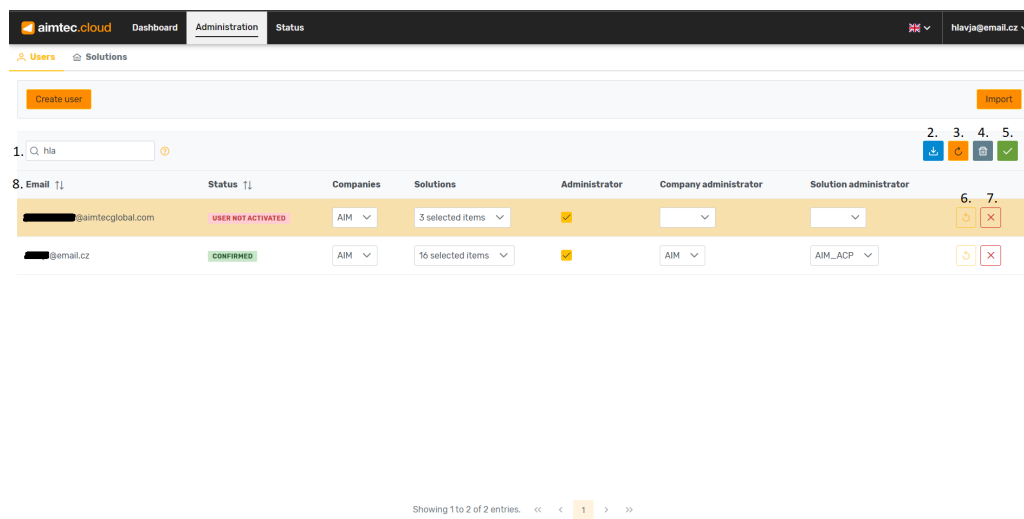 aimtec.cloud Dashboard Administration Status hlavja@email.cz
Users Solutions
Create user Import
2. 3. 4. 5.
1. hla
8. Email Status Companies Solutions Administrator Company administrator Solution administrator
6. 7.
@aimtecglobal.com USER NOT ACTIVATED AIM 3 selected items
@email.cz CONFIRMED AIM 16 selected items AIM AIM_ACP
Showing 1 to 2 of 2 entries. << < 1 > >>